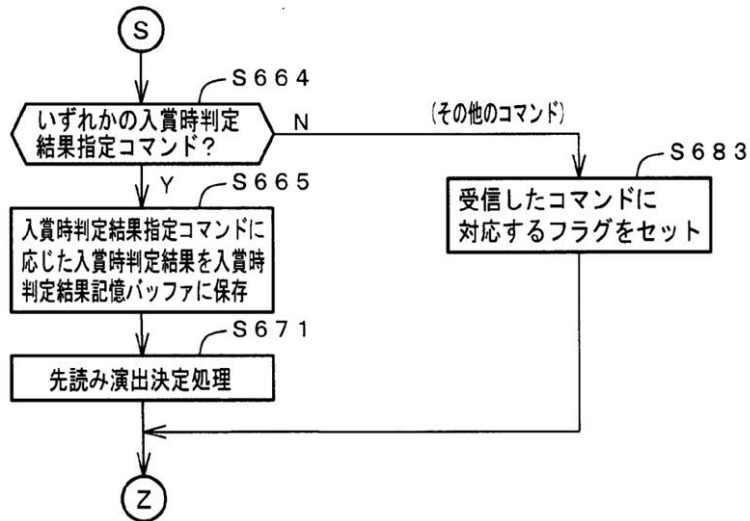 S
S664
いずれかの入賞時判定
結果指定コマンド?
N
(その他のコマンド)
S683
受信したコマンドに
対応するフラグをセット
Y
S665
入賞時判定結果指定コマンドに
応じた入賞時判定結果を入賞時
判定結果記憶バッファに保存
S671
先読み演出決定処理
Z